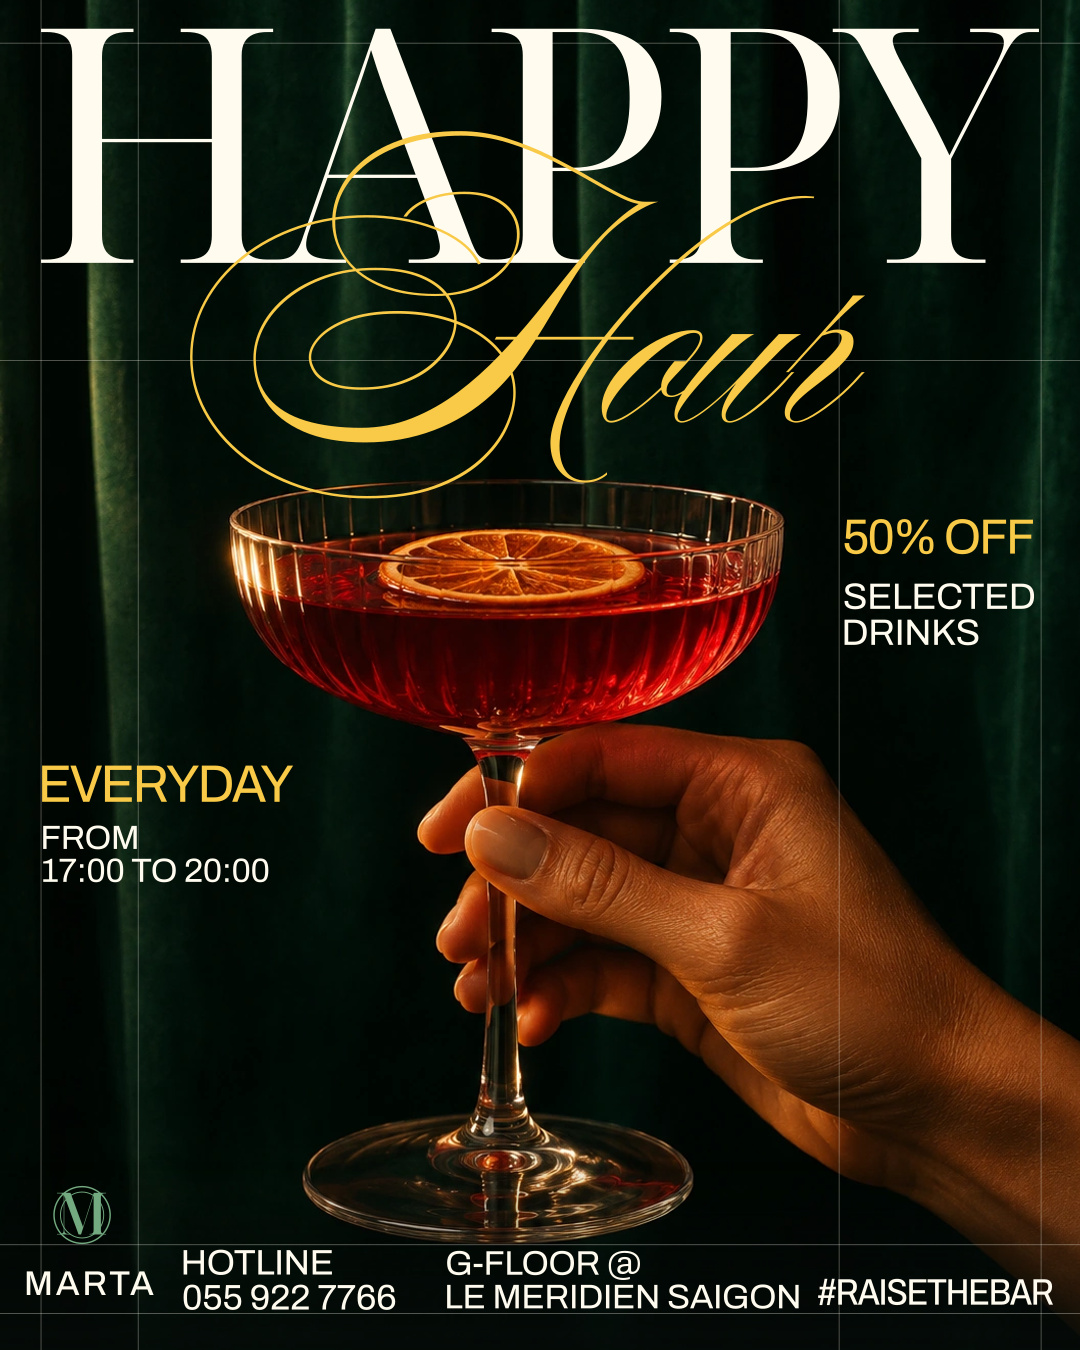 HAPPY
Hour
50% OFF
SELECTED
DRINKS
EVERYDAY
FROM
17:00 TO 20:00
M
MARTA
HOTLINE
055 922 7766
G-FLOOR @
LE MERIDIEN SAIGON
#RAISETHEBAR